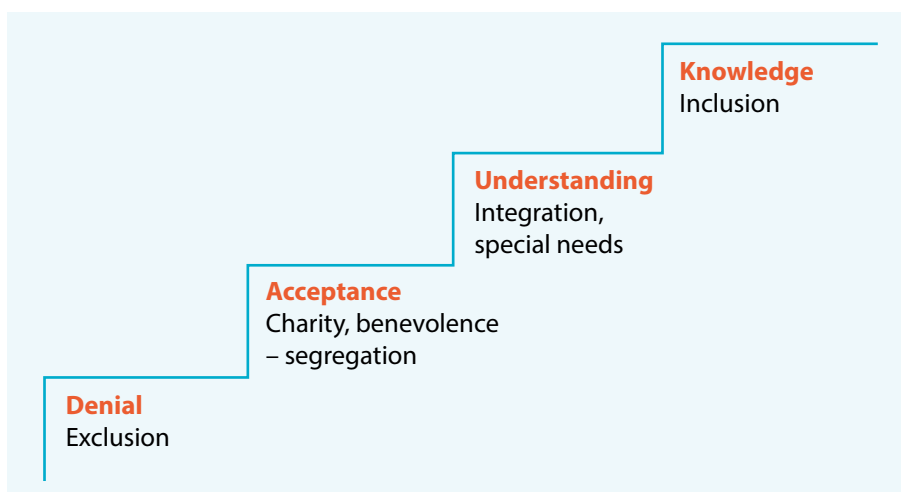 Knowledge
Inclusion
Understanding
Integration,
special needs
Acceptance
Charity, benevolence
– segregation
Denial
Exclusion